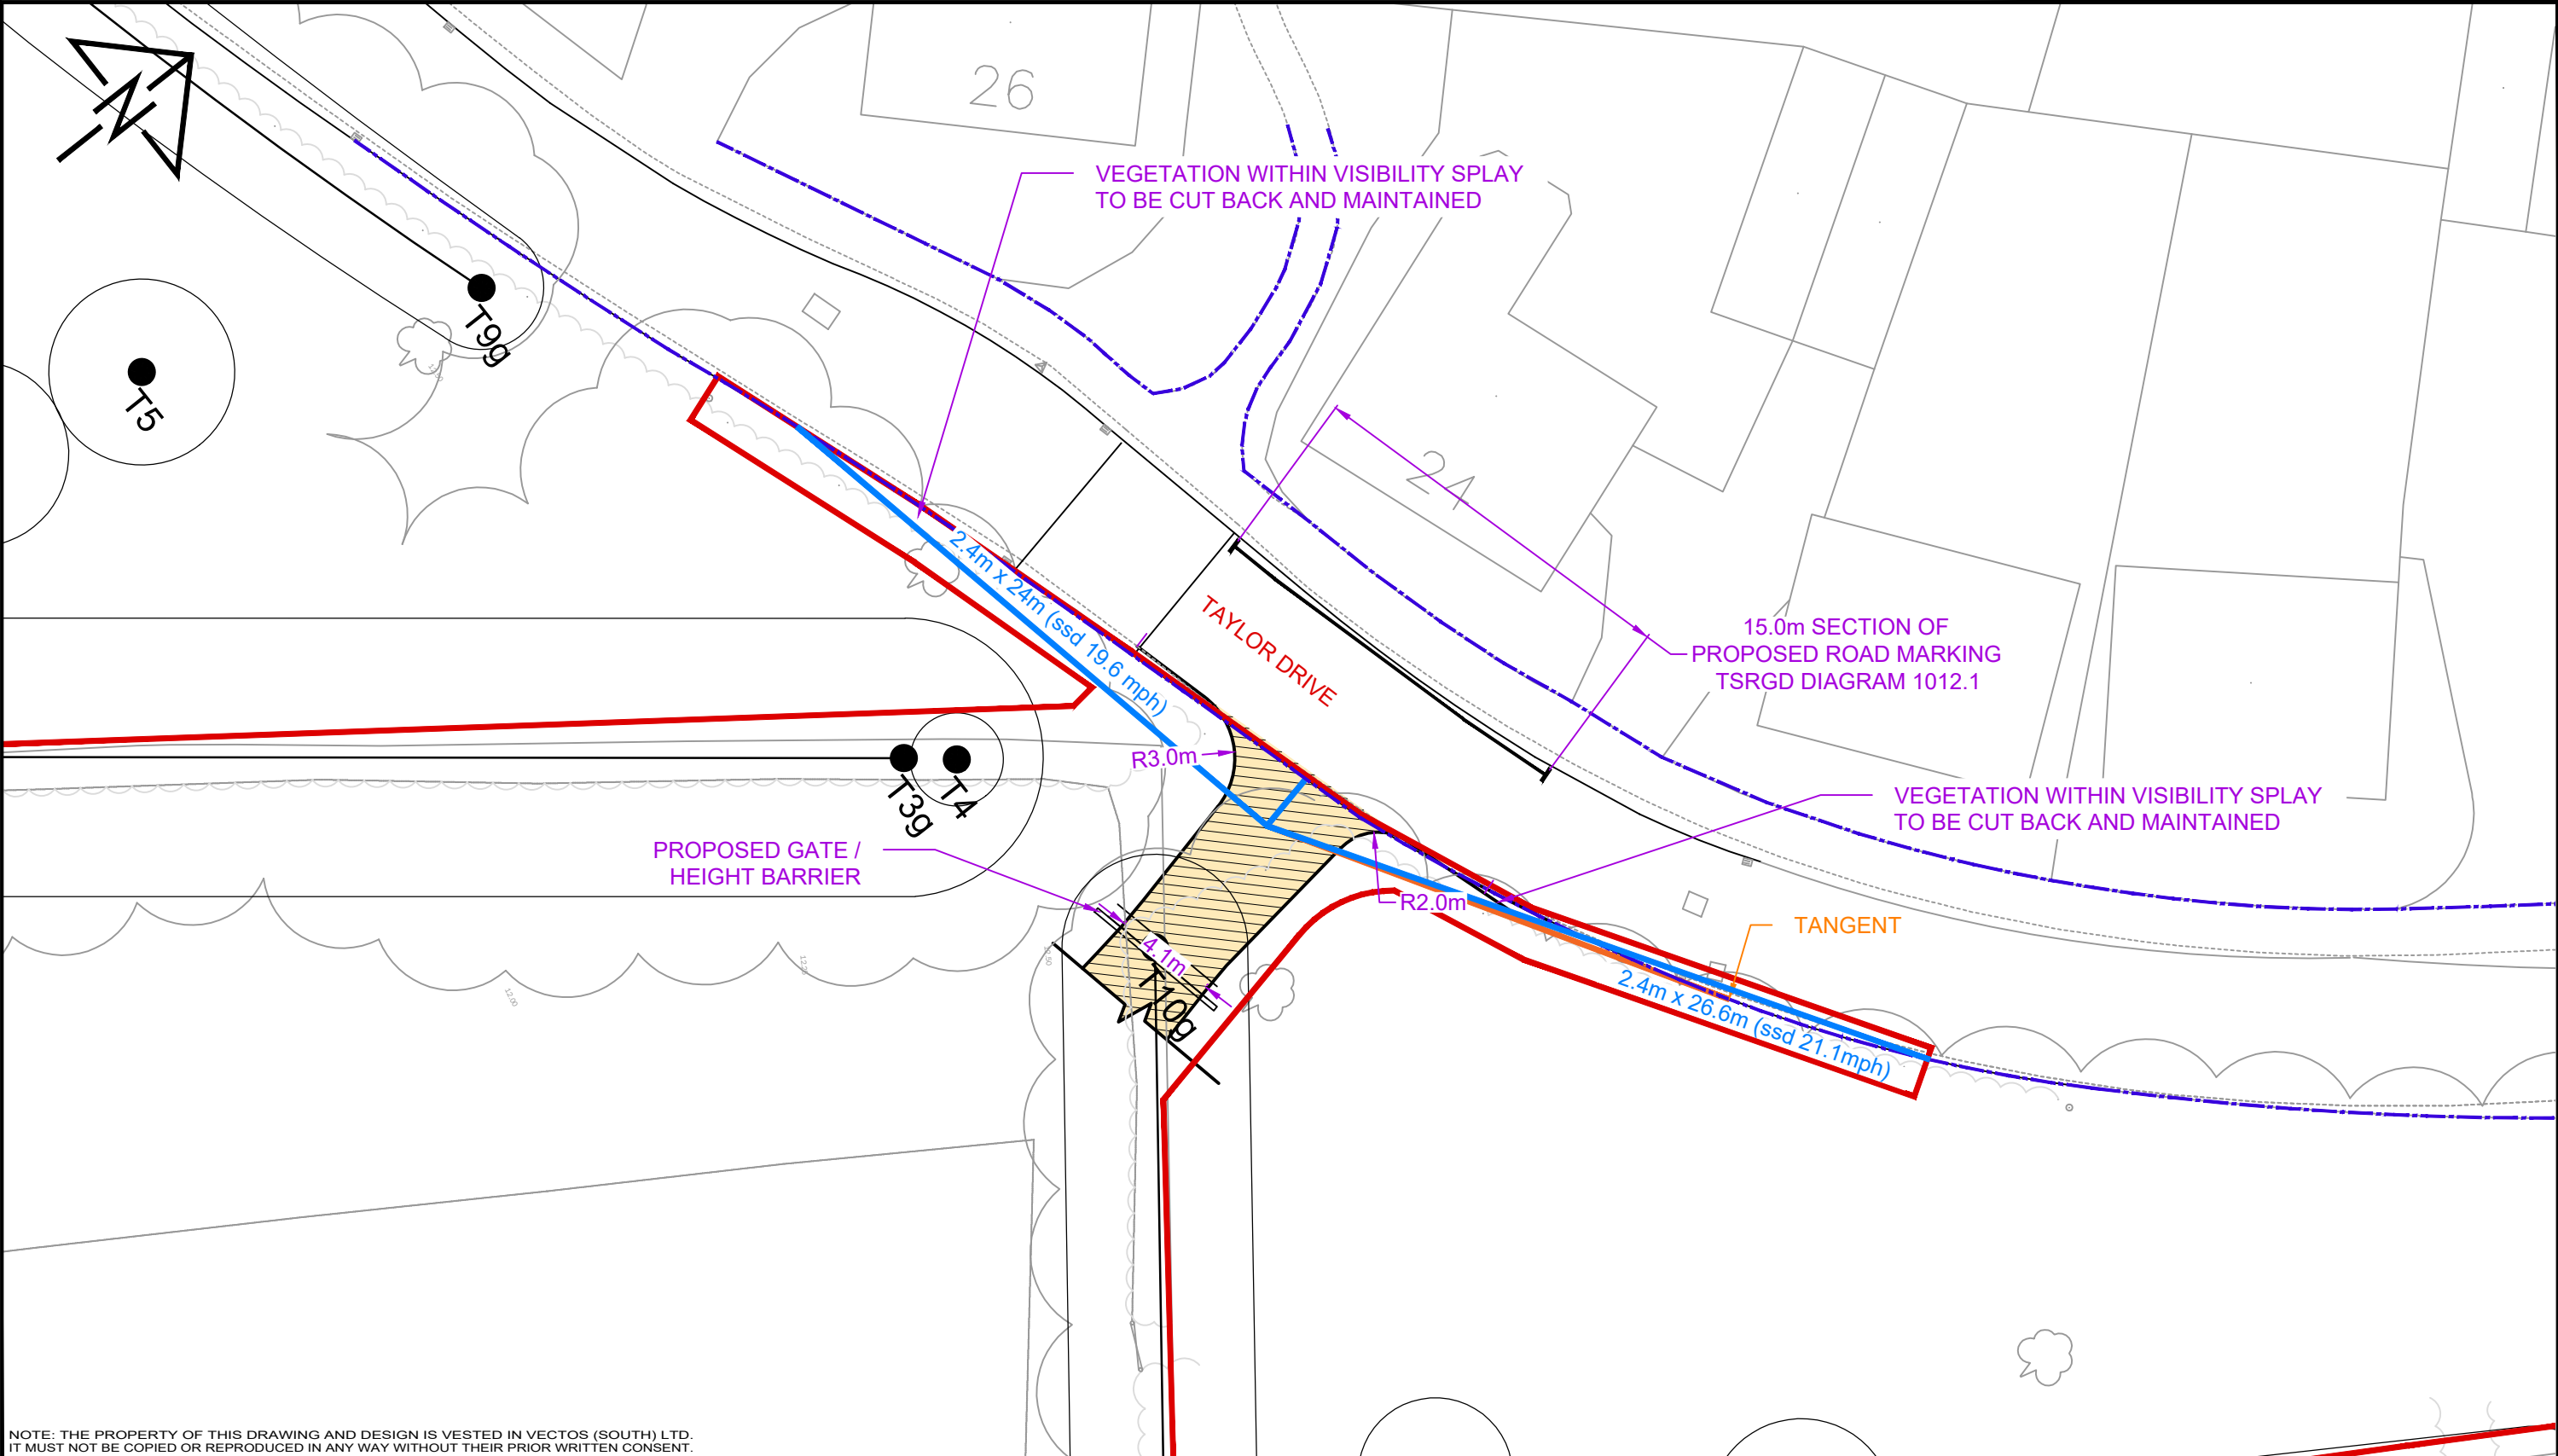 N
26
VEGETATION WITHIN VISIBILITY SPLAY
TO BE CUT BACK AND MAINTAINED
T9g
T5
24
2.4m x 24m (ssd 19.6 mph)
TAYLOR DRIVE
15.0m SECTION OF
PROPOSED ROAD MARKING
TSRGD DIAGRAM 1012.1
R3.0m
T3g
T4
VEGETATION WITHIN VISIBILITY SPLAY
TO BE CUT BACK AND MAINTAINED
PROPOSED GATE /
HEIGHT BARRIER
R2.0m
TANGENT
4.1m
T10g
2.4m x 26.6m (ssd 21.1mph)
12.00
NOTE: THE PROPERTY OF THIS DRAWING AND DESIGN IS VESTED IN VECTOS (SOUTH) LTD.
IT MUST NOT BE COPIED OR REPRODUCED IN ANY WAY WITHOUT THEIR PRIOR WRITTEN CONSENT.